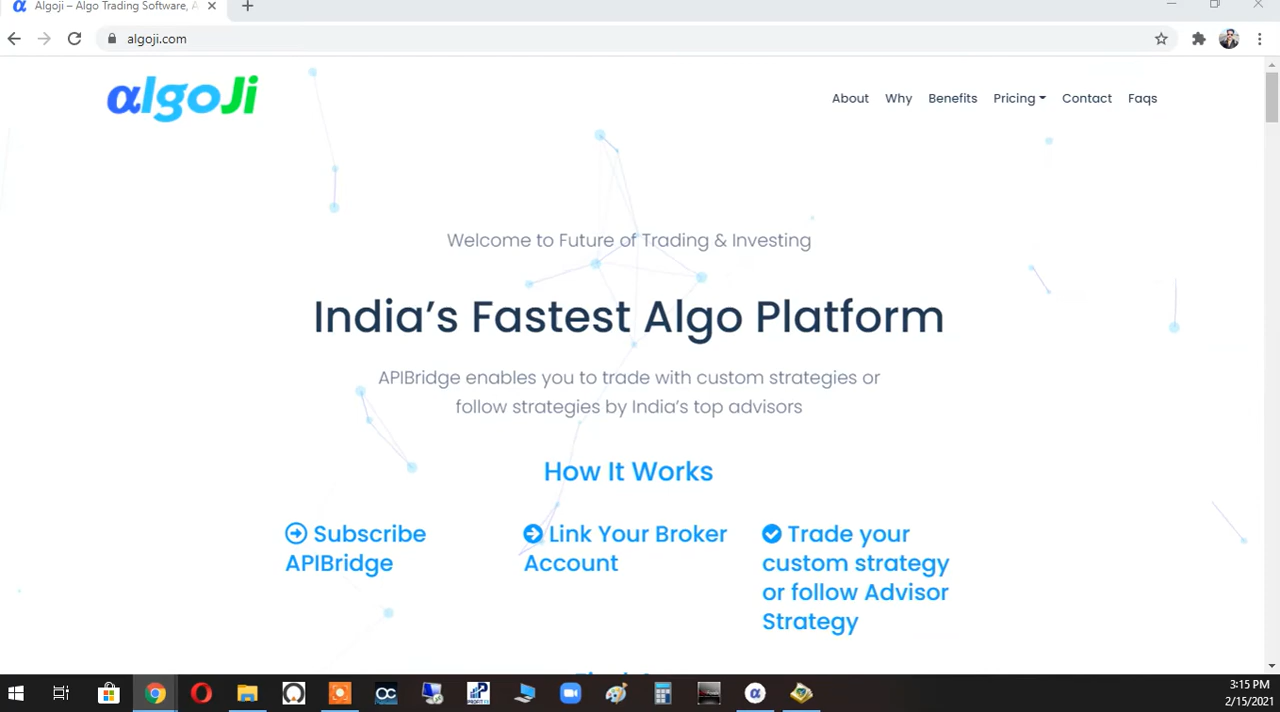 Algoji – Algo Trading Software, A
algoji.com
αlgoJi
About Why Benefits Pricing Contact Faqs
Welcome to Future of Trading & Investing
India’s Fastest Algo Platform
APIBridge enables you to trade with custom strategies or
follow strategies by India’s top advisors
How It Works
Subscribe
APIBridge
Link Your Broker
Account
Trade your
custom strategy
or follow Advisor
Strategy
3:15 PM
2/15/2021